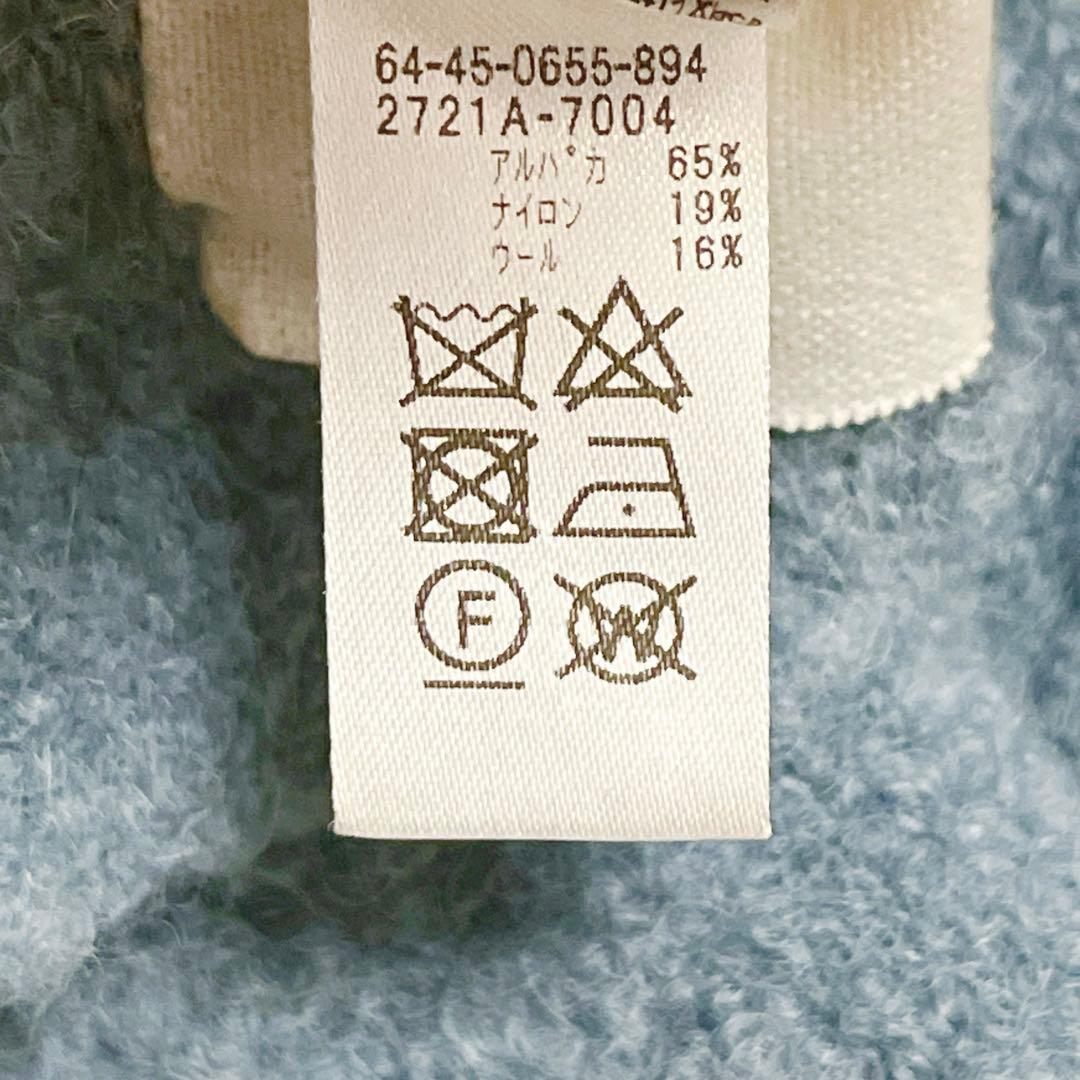 64-45-0655-894
2721A-7004
アルパカ 65%
ナイロン 19%
ウール 16%
F
W